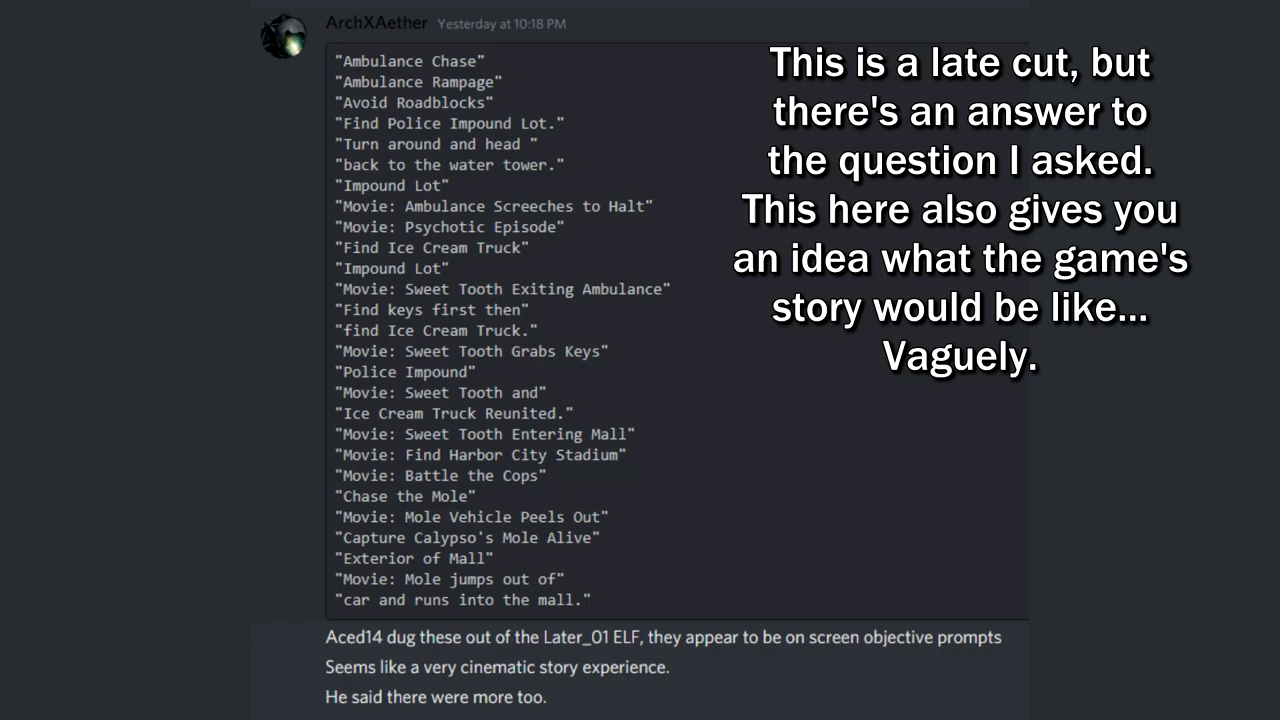 ArchXAether Yesterday at 10:18 PM
"Ambulance Chase"
"Ambulance Rampage"
"Avoid Roadblocks"
"Find Police Impound Lot."
"Turn around and head "
"back to the water tower."
"Impound Lot"
"Movie: Ambulance Screeches to Halt"
"Movie: Psychotic Episode"
"Find Ice Cream Truck"
"Impound Lot"
"Movie: Sweet Tooth Exiting Ambulance"
"Find keys first then"
"find Ice Cream Truck."
"Movie: Sweet Tooth Grabs Keys"
"Police Impound"
"Movie: Sweet Tooth and"
"Ice Cream Truck Reunited."
"Movie: Sweet Tooth Entering Mall"
"Movie: Find Harbor City Stadium"
"Movie: Battle the Cops"
"Chase the Mole"
"Movie: Mole Vehicle Peels Out"
"Capture Calypso's Mole Alive"
"Exterior of Mall"
"Movie: Mole jumps out of"
"car and runs into the mall."
Aced14 dug these out of the Later_01 ELF, they appear to be on screen objective prompts
Seems like a very cinematic story experience.
He said there were more too.
This is a late cut, but
there's an answer to
the question I asked.
This here also gives you
an idea what the game's
story would be like...
Vaguely.